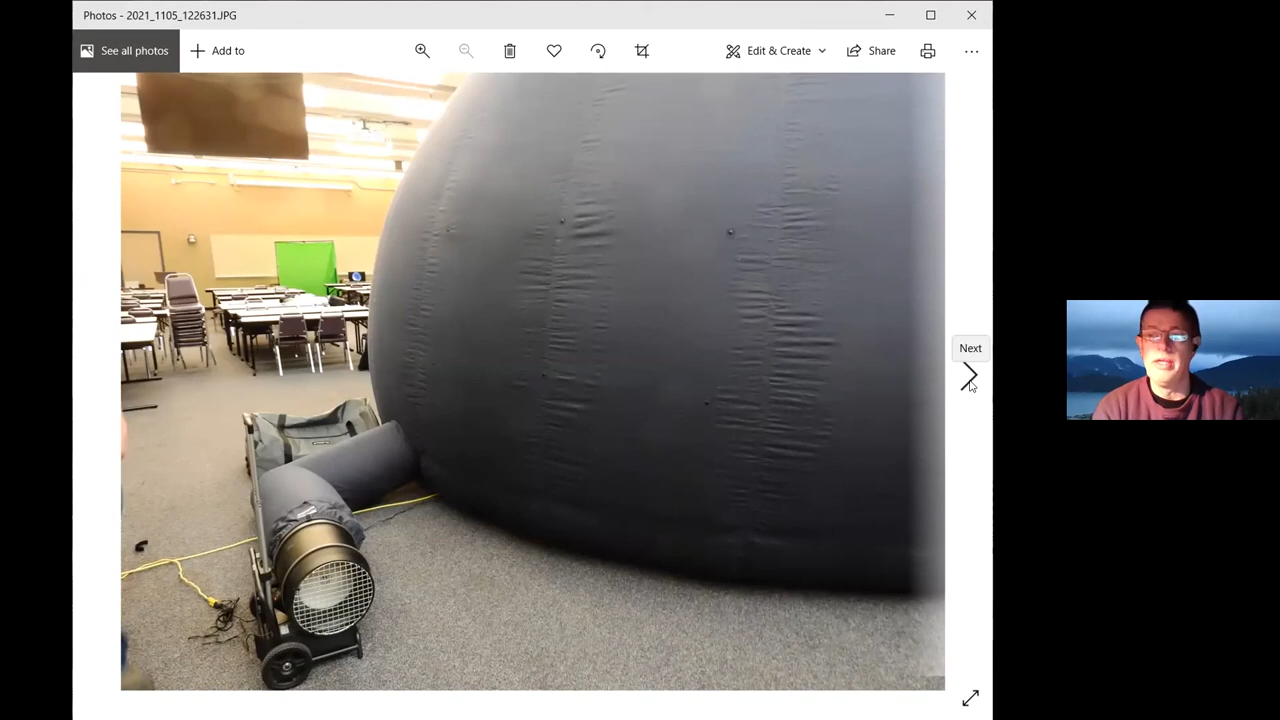 Photos - 2021_1105_122631.JPG
See all photos
Add to
Edit & Create
Share
Next